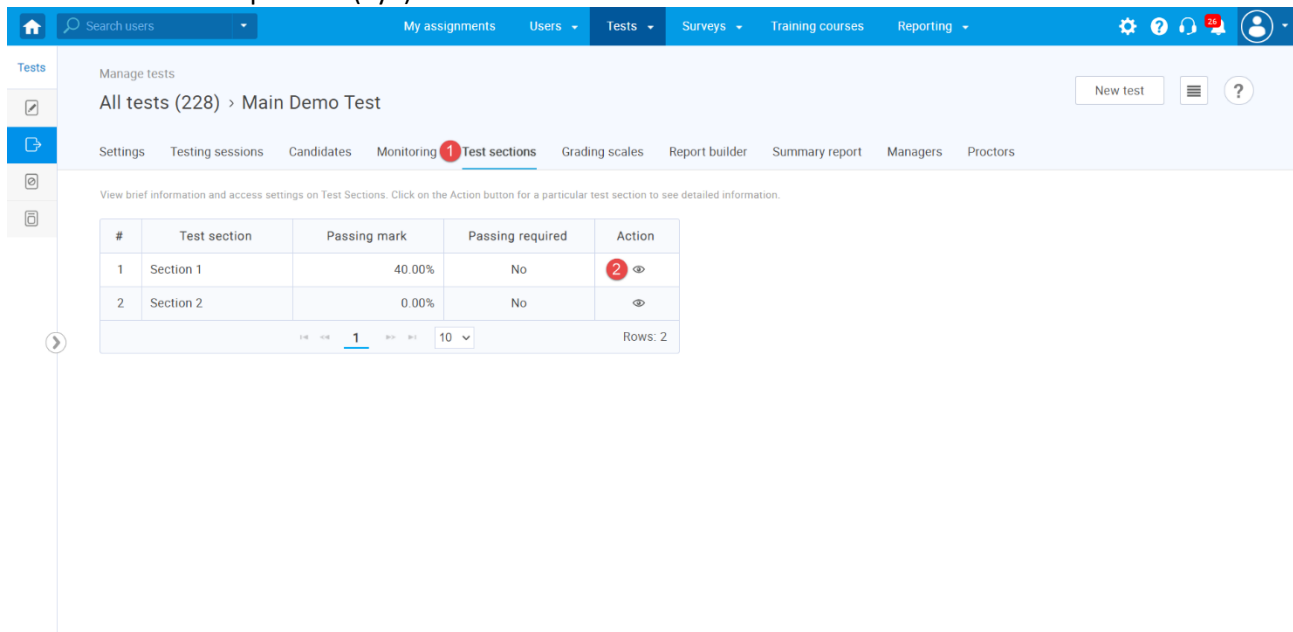 Search users My assignments Users Tests Surveys Training courses Reporting ? 26
Tests
Manage tests
All tests (228) › Main Demo Test
New test ?
Settings Testing sessions Candidates Monitoring 1 Test sections Grading scales Report builder Summary report Managers Proctors
View brief information and access settings on Test Sections. Click on the Action button for a particular test section to see detailed information.
# Test section Passing mark Passing required Action
1 Section 1 40.00% No 2
2 Section 2 0.00% No
1 10 Rows: 2